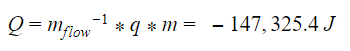 Q = m_flow⁻¹ * q * m = − 147, 325.4 J